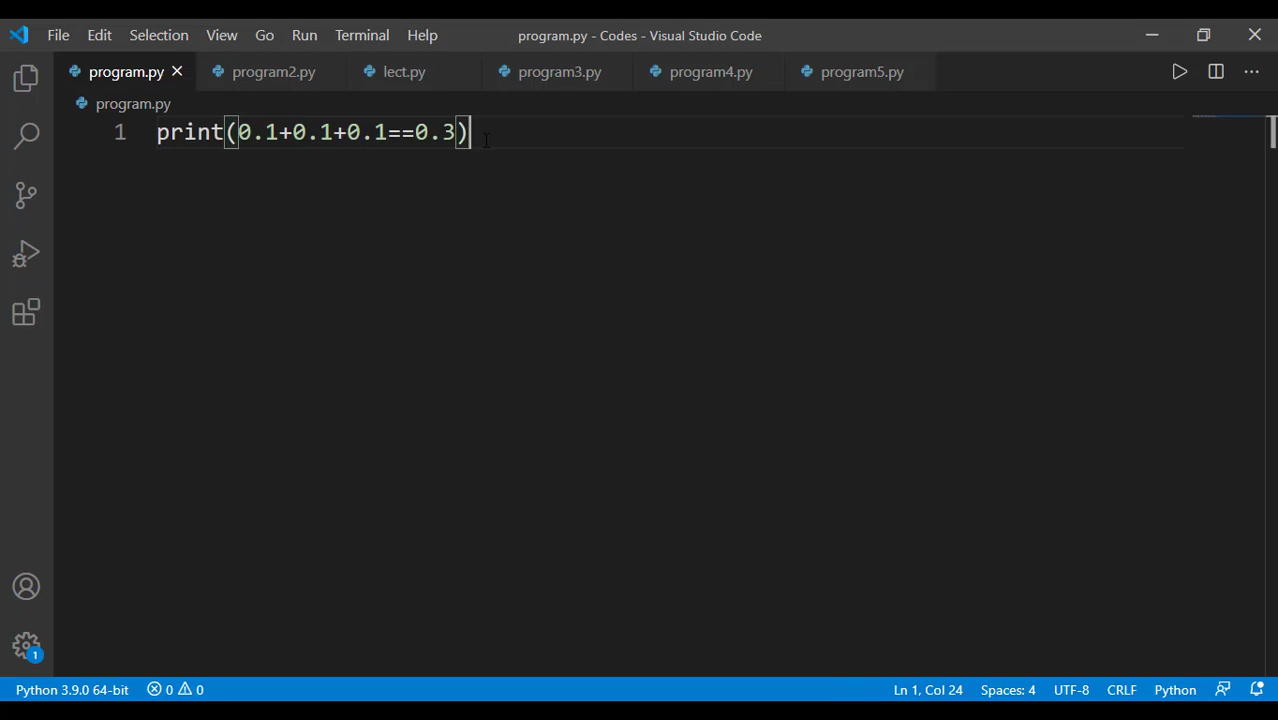 File Edit Selection View Go Run Terminal Help program.py - Codes - Visual Studio Code
program.py program2.py lect.py program3.py program4.py program5.py
program.py
1 print(0.1+0.1+0.1==0.3)
1
Python 3.9.0 64-bit 0 0 Ln 1, Col 24 Spaces: 4 UTF-8 CRLF Python